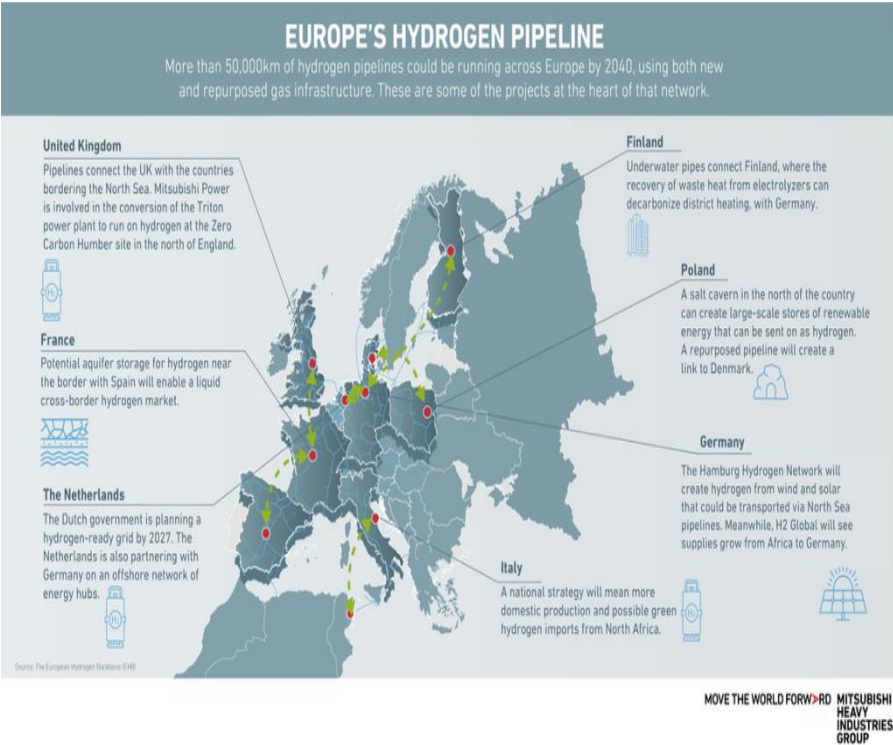 EUROPE'S HYDROGEN PIPELINE
More than 50,000km of hydrogen pipelines could be running across Europe by 2040, using both new
and repurposed gas infrastructure. These are some of the projects at the heart of that network.
United Kingdom
Pipelines connect the UK with the countries
bordering the North Sea. Mitsubishi Power
is involved in the conversion of the Triton
power plant to run on hydrogen at the Zero
Carbon Humber site in the north of England.
H₂
France
Potential aquifer storage for hydrogen near
the border with Spain will enable a liquid
cross-border hydrogen market.
The Netherlands
The Dutch government is planning a
hydrogen-ready grid by 2027. The
Netherlands is also partnering with
Germany on an offshore network of
energy hubs.
H₂
Finland
Underwater pipes connect Finland, where the
recovery of waste heat from electrolyzers can
decarbonize district heating, with Germany.
Poland
A salt cavern in the north of the country
can create large-scale stores of renewable
energy that can be sent on as hydrogen.
A repurposed pipeline will create a
link to Denmark.
Germany
The Hamburg Hydrogen Network will
create hydrogen from wind and solar
that could be transported via North Sea
pipelines. Meanwhile, H2 Global will see
supplies grow from Africa to Germany.
Italy
A national strategy will mean more
domestic production and possible green
hydrogen imports from North Africa.
H₂
Source: The European Hydrogen Backbone (EHB)
MOVE THE WORLD FORW>RD
MITSUBISHI
HEAVY
INDUSTRIES
GROUP